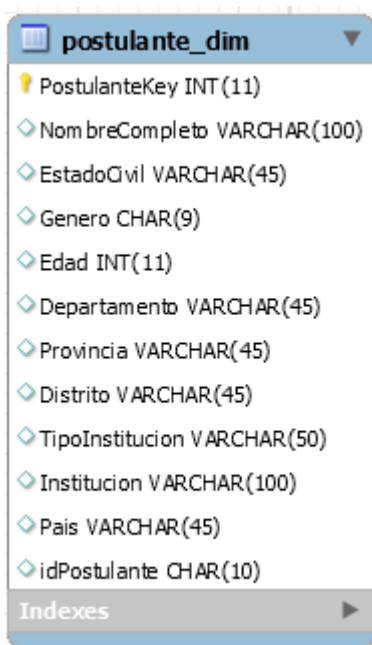 postulante_dim
PostulanteKey INT(11)
NombreCompleto VARCHAR(100)
EstadoCivil VARCHAR(45)
Genero CHAR(9)
Edad INT(11)
Departamento VARCHAR(45)
Provincia VARCHAR(45)
Distrito VARCHAR(45)
TipoInstitucion VARCHAR(50)
Institucion VARCHAR(100)
Pais VARCHAR(45)
idPostulante CHAR(10)
Indexes